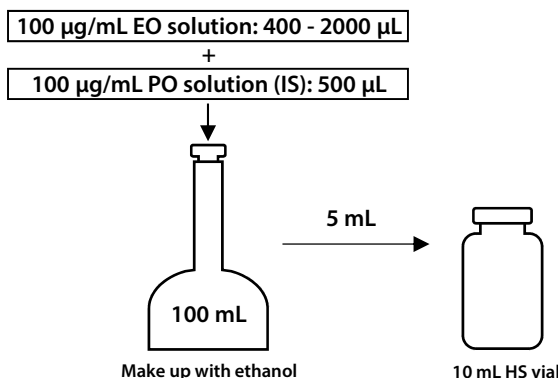 100 µg/mL EO solution: 400 - 2000 µL
+
100 µg/mL PO solution (IS): 500 µL
5 mL
100 mL
Make up with ethanol
10 mL HS vial